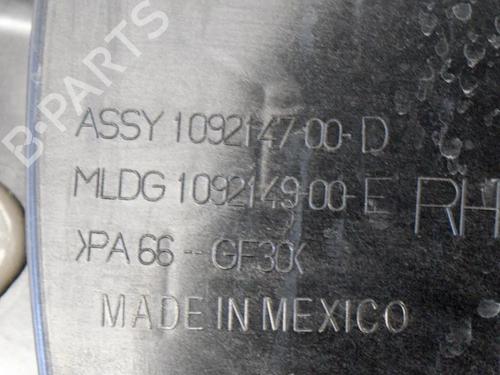 B-PARTS
ASSY 1092147-00-D
MLDG 1092149-00-E RH
>PA 66-GF30<
MADE IN MEXICO